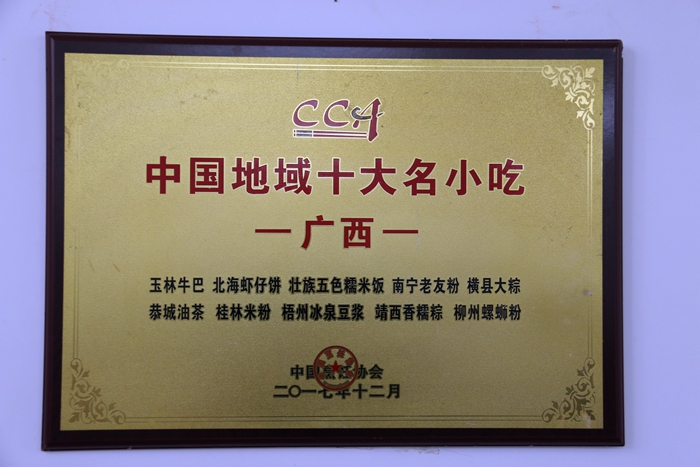 CCA
中国地域十大名小吃
—广西—
玉林牛巴 北海虾仔饼 壮族五色糯米饭 南宁老友粉 横县大粽
恭城油茶 桂林米粉 梧州冰泉豆浆 靖西香糯粽 柳州螺蛳粉
中国烹饪协会
二〇一七年十二月